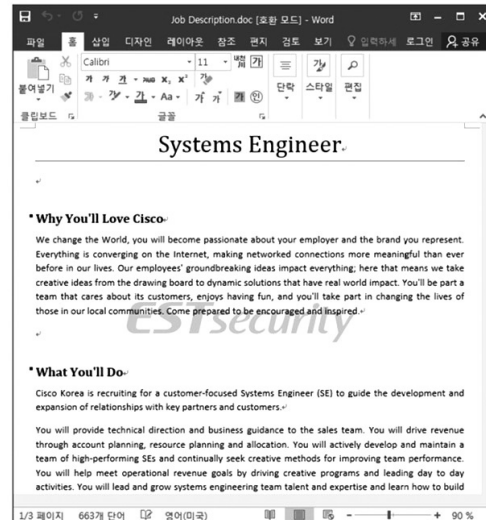 Job Description.doc [호환 모드] - Word
파일 홈 삽입 디자인 레이아웃 참조 편지 검토 보기 입력하세 로그인 공유
Calibri 11 내천
가
붙여넣기
가 가 가 abc X₂ X²
가 Aa 가 가 가
단락 스타일 편집
클립보드 글꼴
Systems Engineer
Why You'll Love Cisco
We change the World, you will become passionate about your employer and the brand you represent.
Everything is converging on the Internet, making networked connections more meaningful than ever
before in our lives. Our employees' groundbreaking ideas impact everything; here that means we take
creative ideas from the drawing board to dynamic solutions that have real world impact. You'll be part a
team that cares about its customers, enjoys having fun, and you'll take part in changing the lives of
those in our local communities. Come prepared to be encouraged and inspired.
ESTsecurity
What You'll Do
Cisco Korea is recruiting for a customer-focused Systems Engineer (SE) to guide the development and
expansion of relationships with key partners and customers.
You will provide technical direction and business guidance to the sales team. You will drive revenue
through account planning, resource planning and allocation. You will actively develop and maintain a
team of high-performing SEs and continually seek creative methods for improving team performance.
You will help meet operational revenue goals by driving creative programs and leading day to day
activities. You will lead and grow systems engineering team talent and expertise and learn how to build
1/3 페이지 663개 단어 영어(미국) 90 %